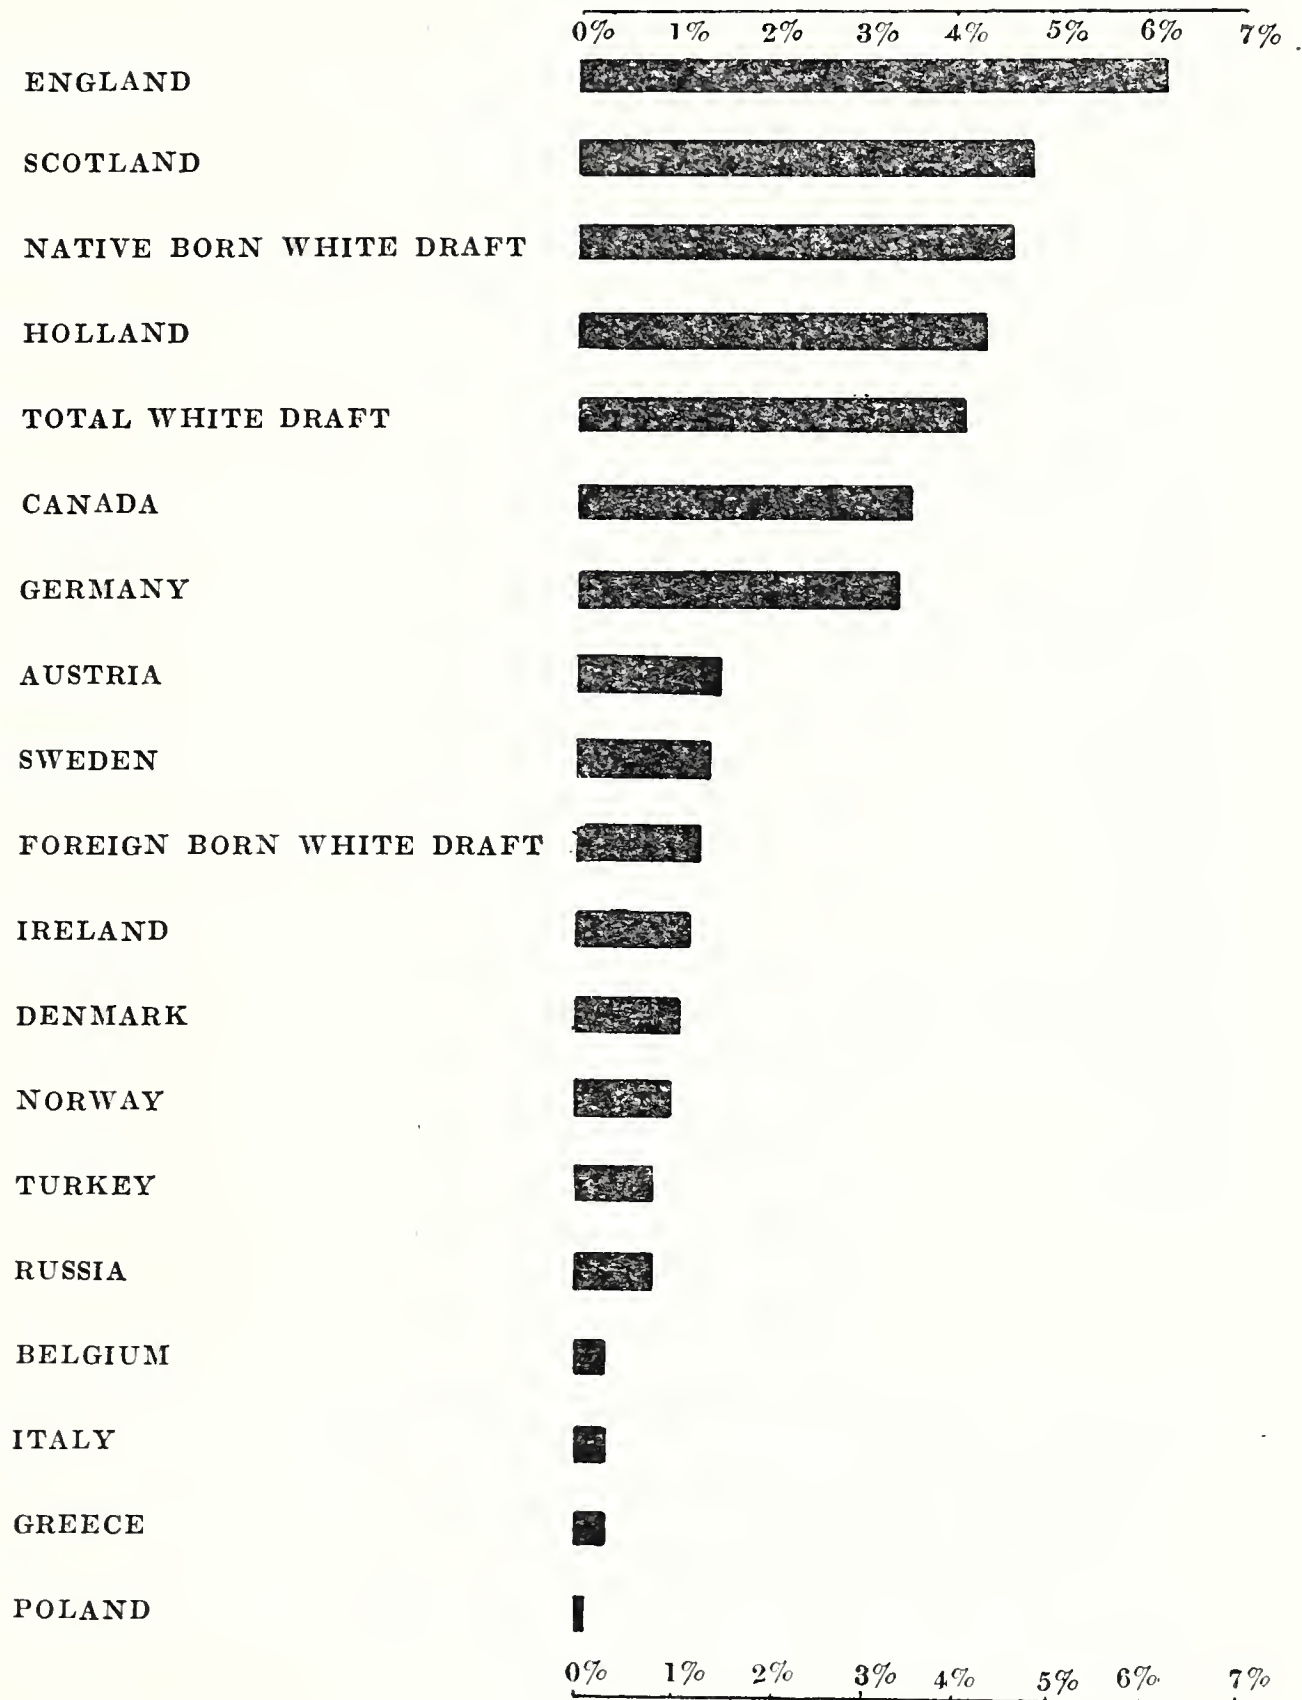 0% 1% 2% 3% 4% 5% 6% 7%
ENGLAND
SCOTLAND
NATIVE BORN WHITE DRAFT
HOLLAND
TOTAL WHITE DRAFT
CANADA
GERMANY
AUSTRIA
SWEDEN
FOREIGN BORN WHITE DRAFT
IRELAND
DENMARK
NORWAY
TURKEY
RUSSIA
BELGIUM
ITALY
GREECE
POLAND
0% 1% 2% 3% 4% 5% 6% 7%